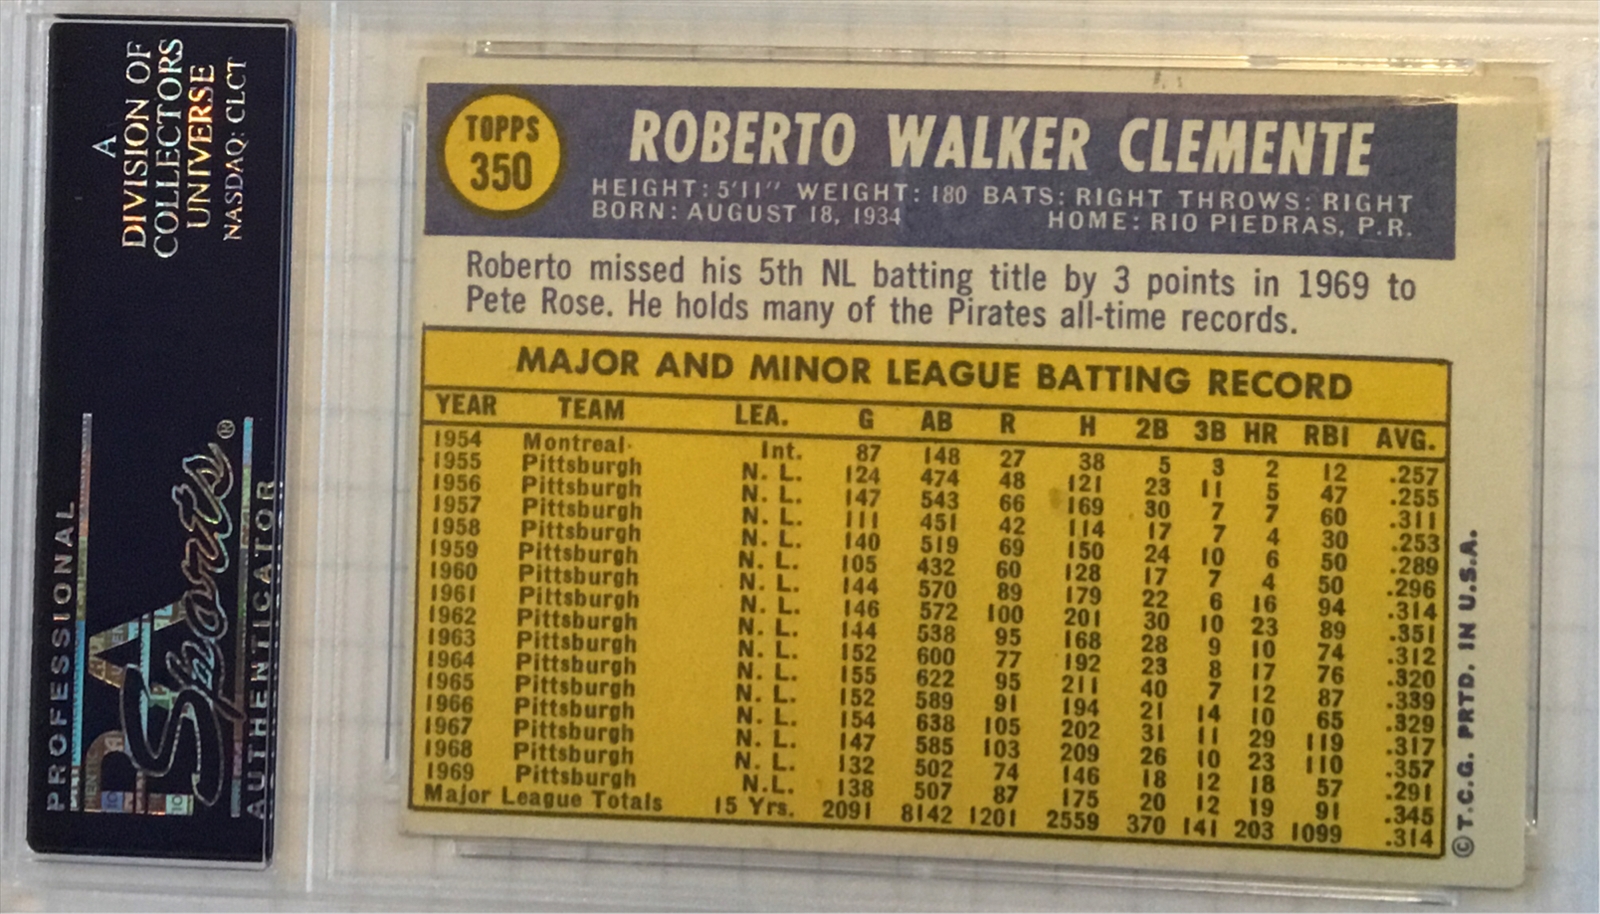 A
DIVISION OF
COLLECTORS
UNIVERSE
NASDAQ: CLCT
PROFESSIONAL
PSA
Sports®
AUTHENTICATOR
TOPPS
350
ROBERTO WALKER CLEMENTE
HEIGHT: 5'11" WEIGHT: 180 BATS: RIGHT THROWS: RIGHT
BORN: AUGUST 18, 1934 HOME: RIO PIEDRAS, P.R.
Roberto missed his 5th NL batting title by 3 points in 1969 to
Pete Rose. He holds many of the Pirates all-time records.
MAJOR AND MINOR LEAGUE BATTING RECORD
YEAR TEAM LEA. G AB R H 2B 3B HR RBI AVG.
1954 Montreal Int. 87 148 27 38 5 3 2 12 .257
1955 Pittsburgh N. L. 124 474 48 121 23 11 5 47 .255
1956 Pittsburgh N. L. 147 543 66 169 30 7 7 60 .311
1957 Pittsburgh N. L. 111 451 42 114 17 7 4 30 .253
1958 Pittsburgh N. L. 140 519 69 150 24 10 6 50 .289
1959 Pittsburgh N. L. 105 432 60 128 17 7 4 50 .296
1960 Pittsburgh N. L. 144 570 89 179 22 6 16 94 .314
1961 Pittsburgh N. L. 146 572 100 201 30 10 23 89 .351
1962 Pittsburgh N. L. 144 538 95 168 28 9 10 74 .312
1963 Pittsburgh N. L. 152 600 77 192 23 8 17 76 .320
1964 Pittsburgh N. L. 155 622 95 211 40 7 12 87 .339
1965 Pittsburgh N. L. 152 589 91 194 21 14 10 65 .329
1966 Pittsburgh N. L. 154 638 105 202 31 11 29 119 .317
1967 Pittsburgh N. L. 147 585 103 209 26 10 23 110 .357
1968 Pittsburgh N. L. 132 502 74 146 18 12 18 57 .291
1969 Pittsburgh N.L. 138 507 87 175 20 12 19 91 .345
Major League Totals 15 Yrs. 2091 8142 1201 2559 370 141 203 1099 .314
© T.C.G. PRTD. IN U.S.A.